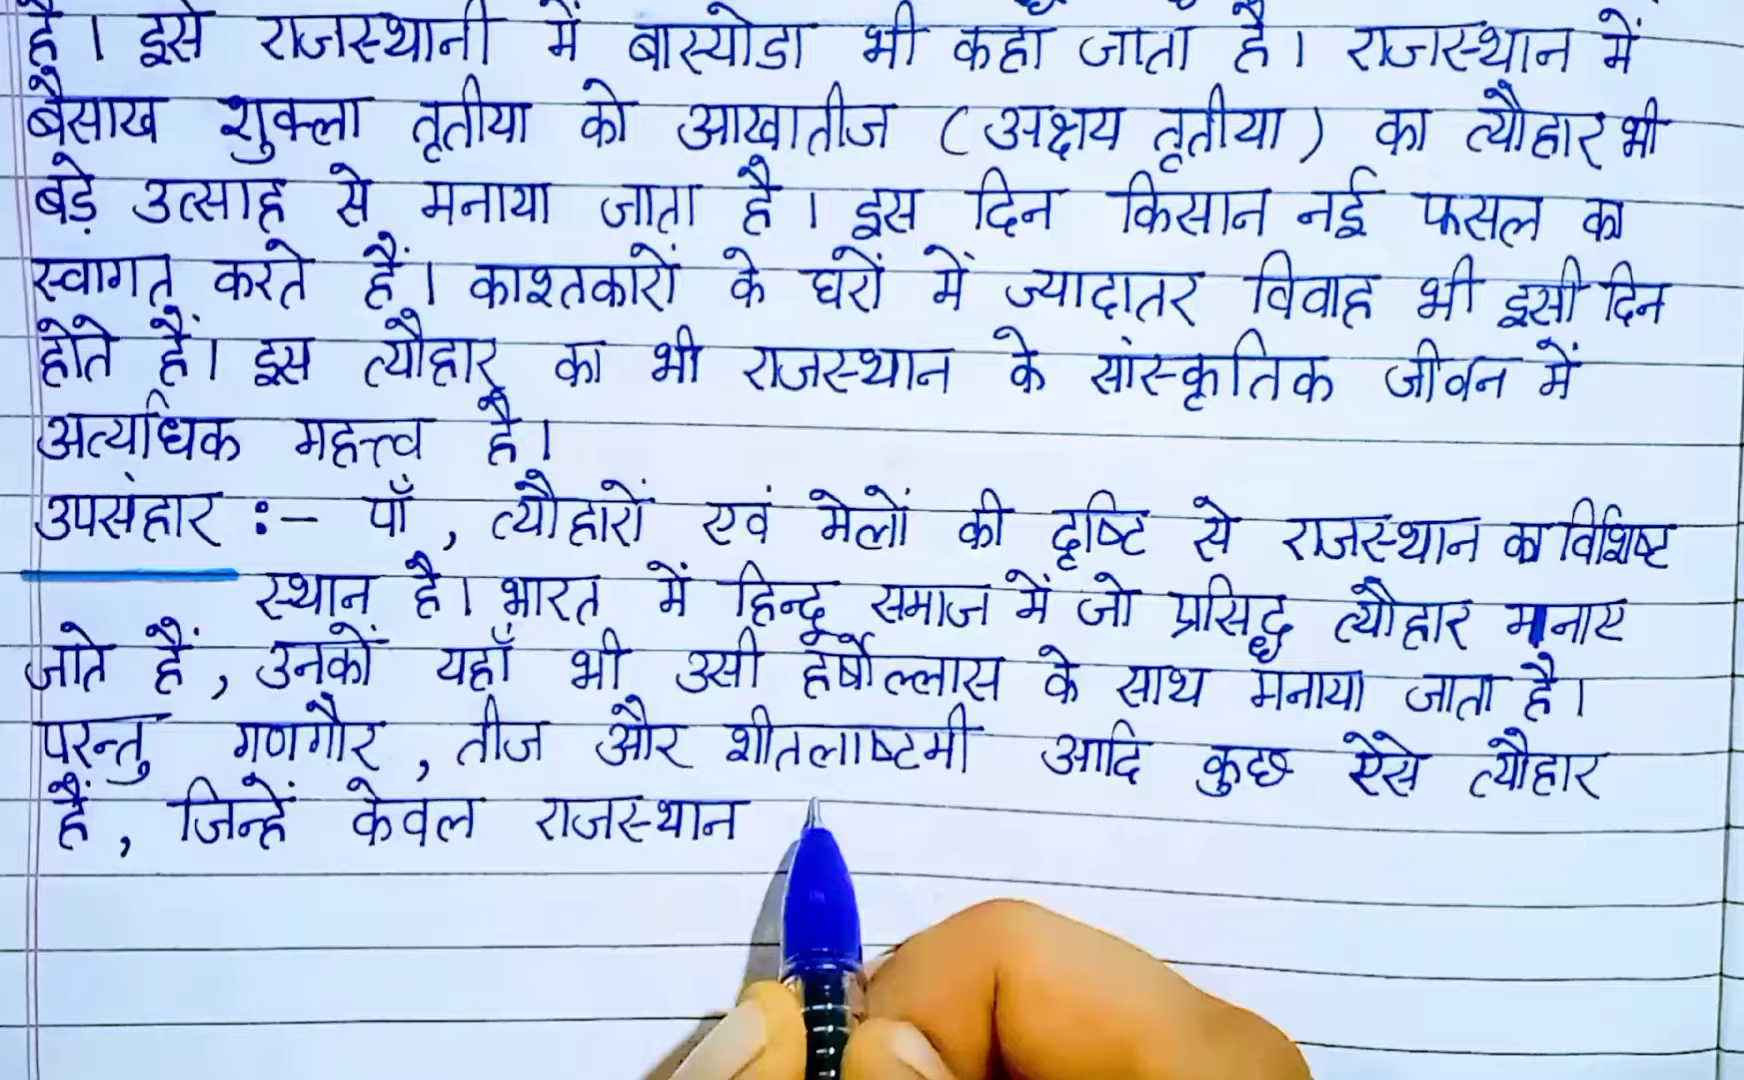 है। इसे राजस्थानी में बास्योडा भी कहा जाता है। राजस्थान में
बैसाख शुक्ला तृतीया को आखातीज (अक्षय तृतीया) का त्यौहार भी
बड़े उत्साह से मनाया जाता है। इस दिन किसान नई फसल का
स्वागत करते हैं। काश्तकारों के घरों में ज्यादातर विवाह भी इसी दिन
होते हैं। इस त्यौहार का भी राजस्थान के सांस्कृतिक जीवन में
अत्यधिक महत्त्व है।
उपसंहार :- पाँ, त्यौहारों एवं मेलों की दृष्टि से राजस्थान का विशिष्ट
स्थान है। भारत में हिन्दू समाज में जो प्रसिद्ध त्यौहार मनाए
जाते हैं, उनकों यहाँ भी उसी हर्षोल्लास के साथ मनाया जाता है।
परन्तु गणगौर, तीज और शीतलाष्टमी आदि कुछ ऐसे त्यौहार
हैं, जिन्हें केवल राजस्थान